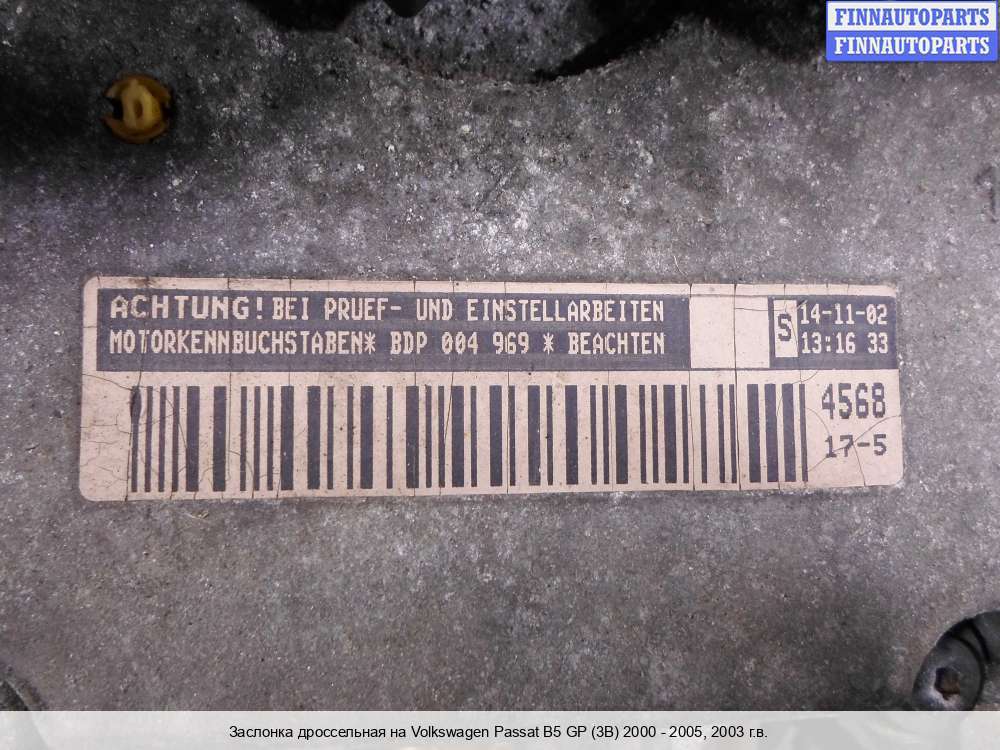 FINNAUTOPARTS
FINNAUTOPARTS
ACHTUNG! BEI PRUEF- UND EINSTELLARBEITEN
MOTORKENNBUCHSTABEN* BDP 004 969 * BEACHTEN
S
14-11-02
13:16 33
4568
17-5
Заслонка дроссельная на Volkswagen Passat B5 GP (3B) 2000 - 2005, 2003 г.в.